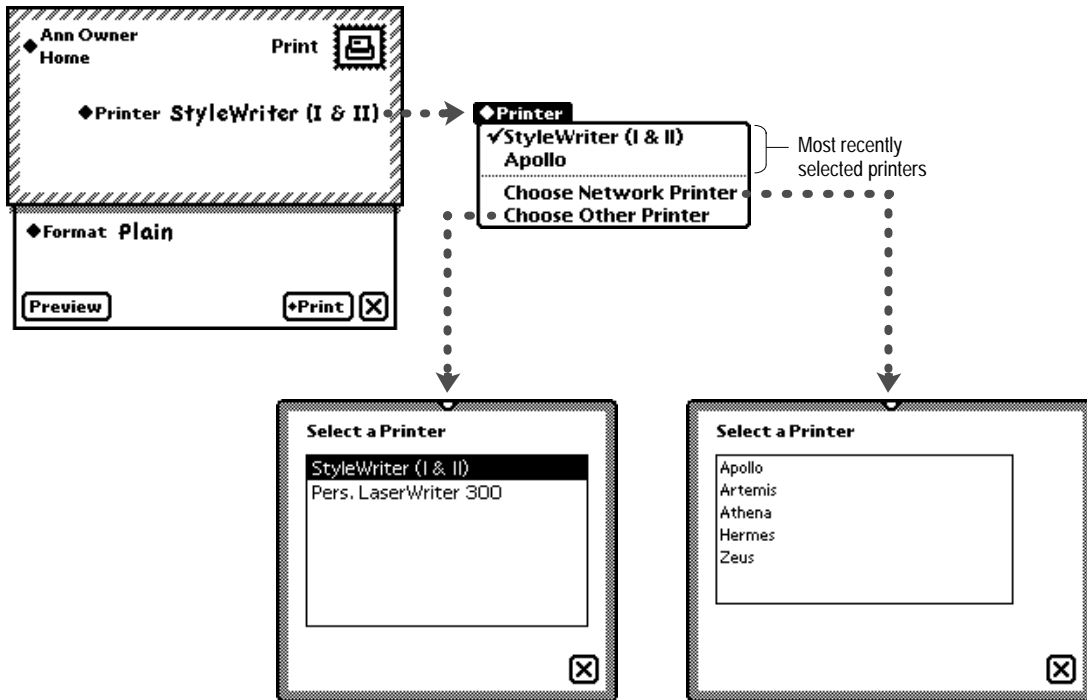 Ann Owner
Home
Print
◆Printer StyleWriter (I & II)
◆Format Plain
Preview
◆Print
◆Printer
✓StyleWriter (I & II)
Apollo
Choose Network Printer
Choose Other Printer
Most recently
selected printers
Select a Printer
StyleWriter (I & II)
Pers. LaserWriter 300
Select a Printer
Apollo
Artemis
Athena
Hermes
Zeus